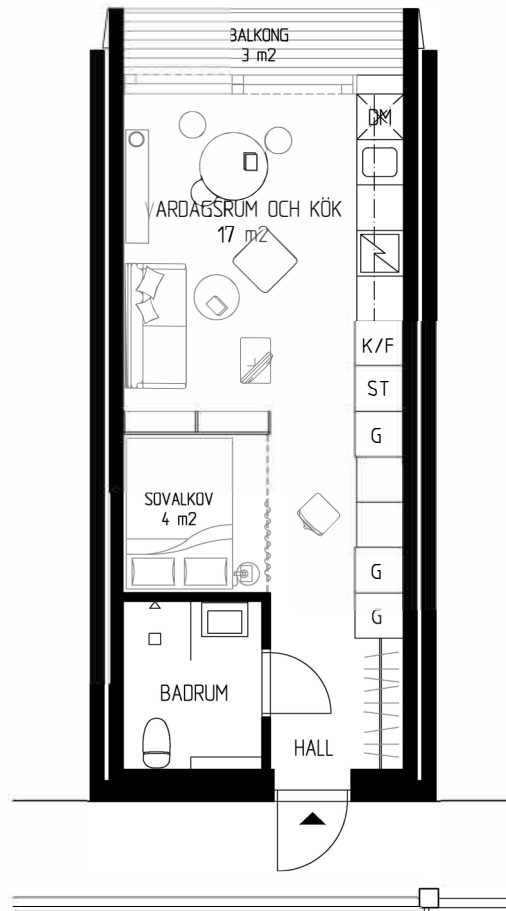 BALKONG
3 m2
DM
VARDAGSRUM OCH KÖK
17 m2
K/F
ST
G
SOVALKOV
4 m2
G
G
BADRUM
HALL